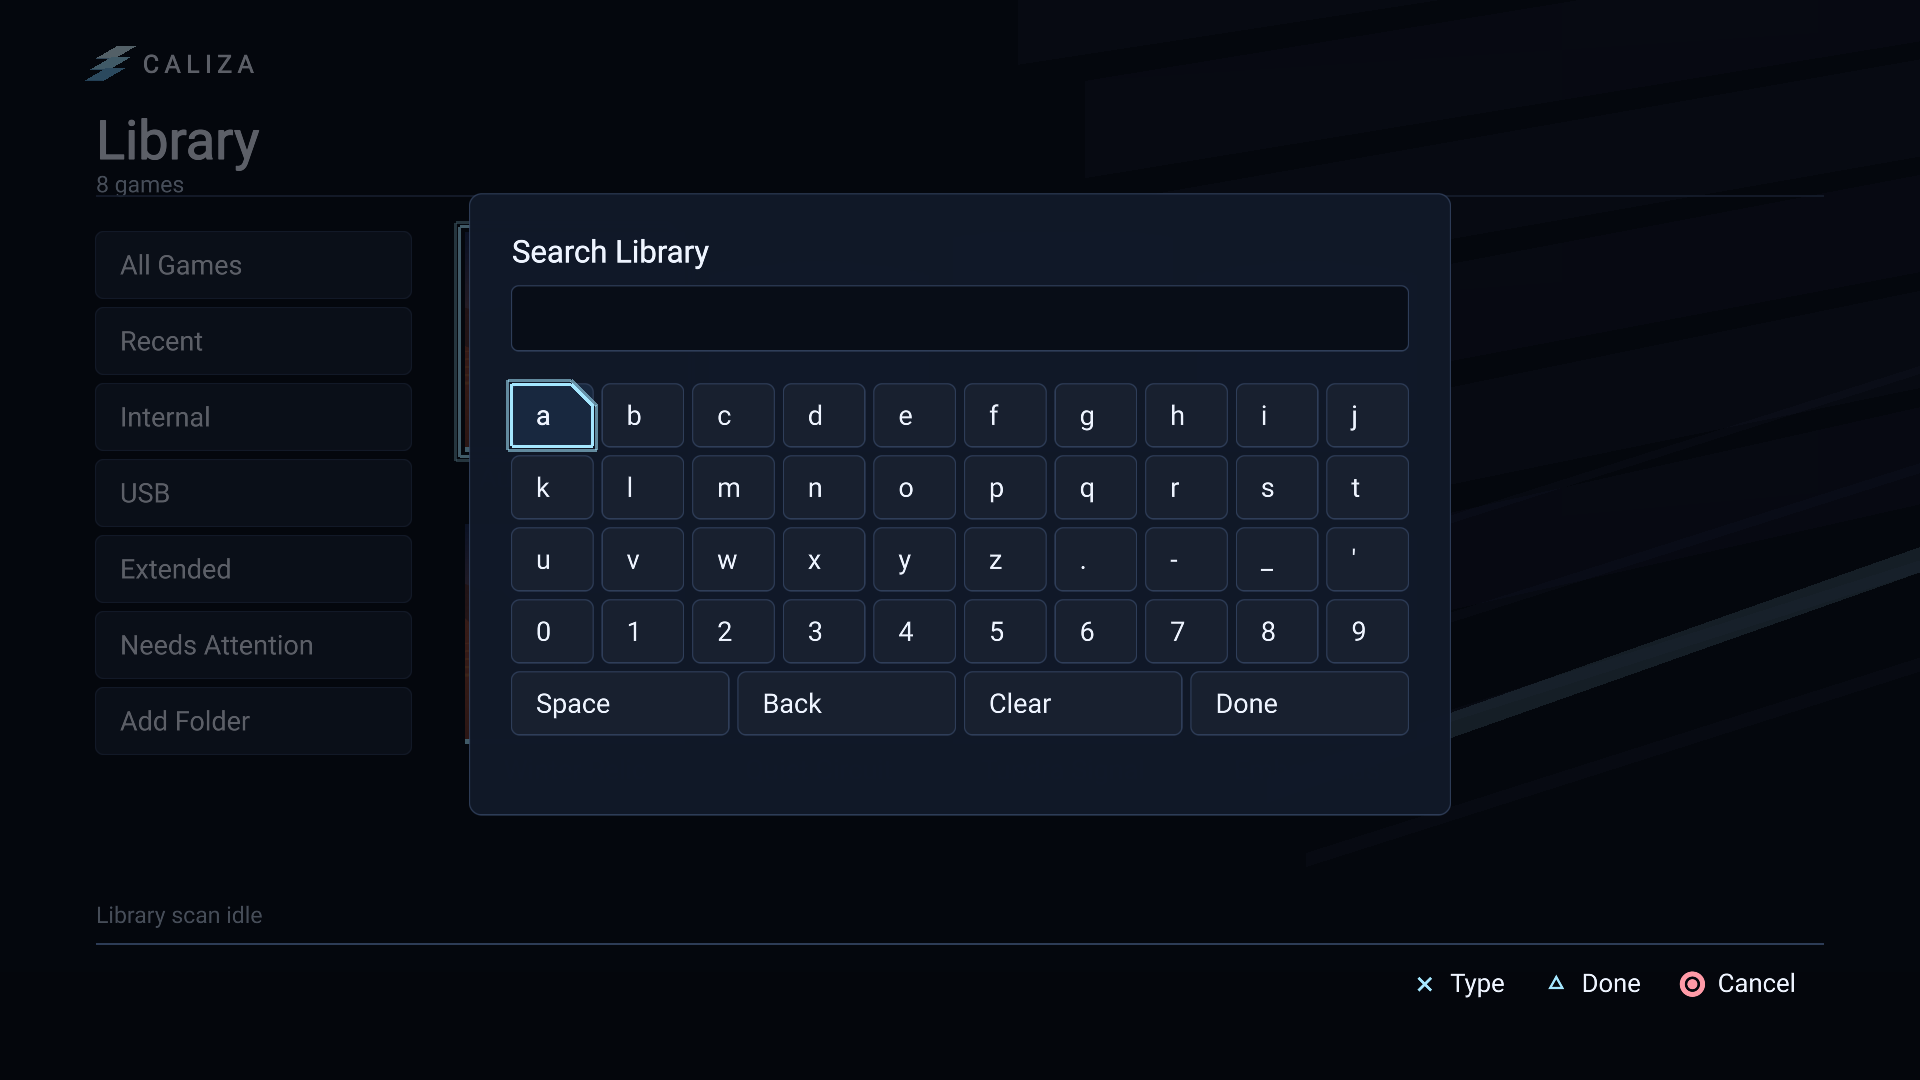 CALIZA
Library
8 games
All Games
Recent
Internal
USB
Extended
Needs Attention
Add Folder
Search Library
a b c d e f g h i j
k l m n o p q r s t
u v w x y z . - _ '
0 1 2 3 4 5 6 7 8 9
Space Back Clear Done
Library scan idle
Type Done Cancel